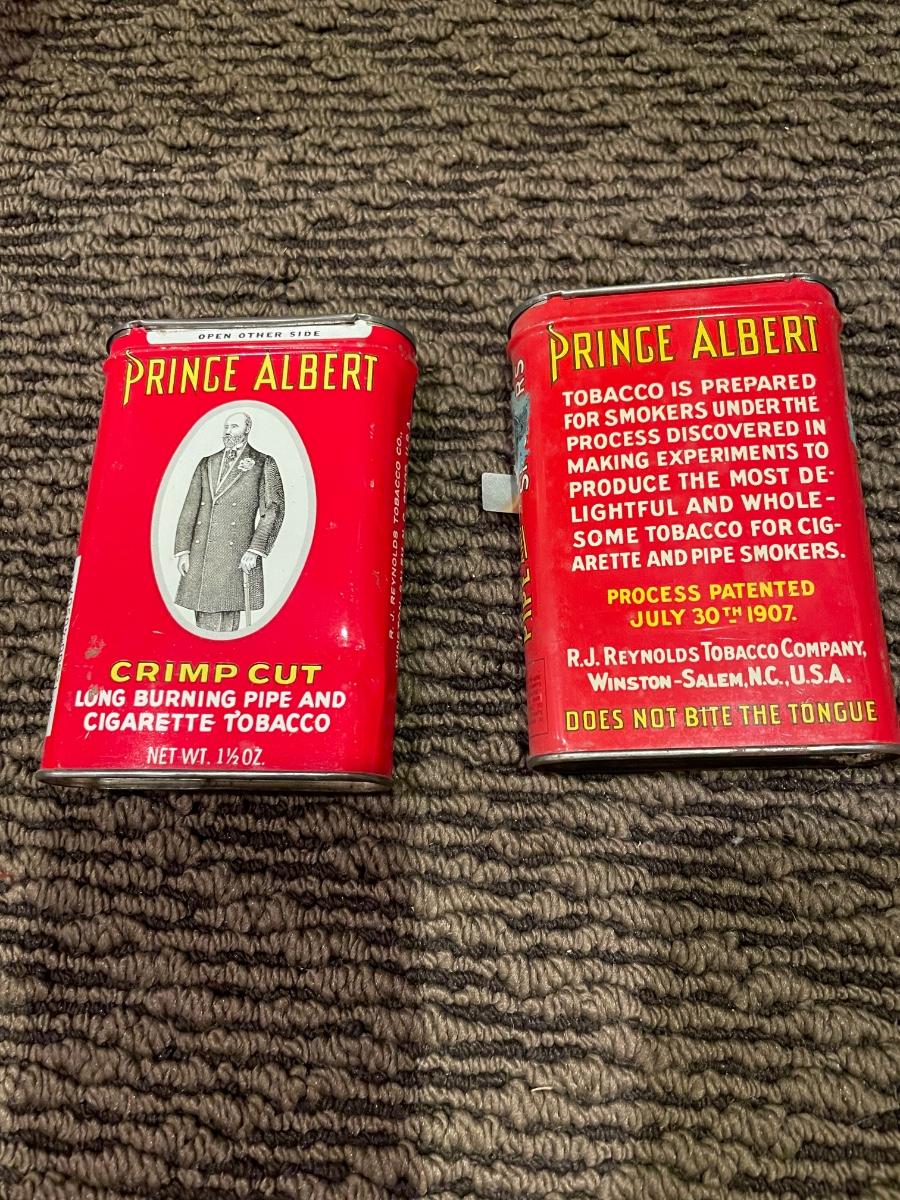 OPEN OTHER SIDE
PRINCE ALBERT
CRIMP CUT
LONG BURNING PIPE AND
CIGARETTE TOBACCO
NET WT. 1½ OZ.
R. J. REYNOLDS TOBACCO CO.,
PRINCE ALBERT
TOBACCO IS PREPARED
FOR SMOKERS UNDER THE
PROCESS DISCOVERED IN
MAKING EXPERIMENTS TO
PRODUCE THE MOST DE-
LIGHTFUL AND WHOLE-
SOME TOBACCO FOR CIG-
ARETTE AND PIPE SMOKERS.
PROCESS PATENTED
JULY 30TH 1907.
R.J. REYNOLDS TOBACCO COMPANY,
WINSTON-SALEM, N.C., U.S.A.
DOES NOT BITE THE TONGUE